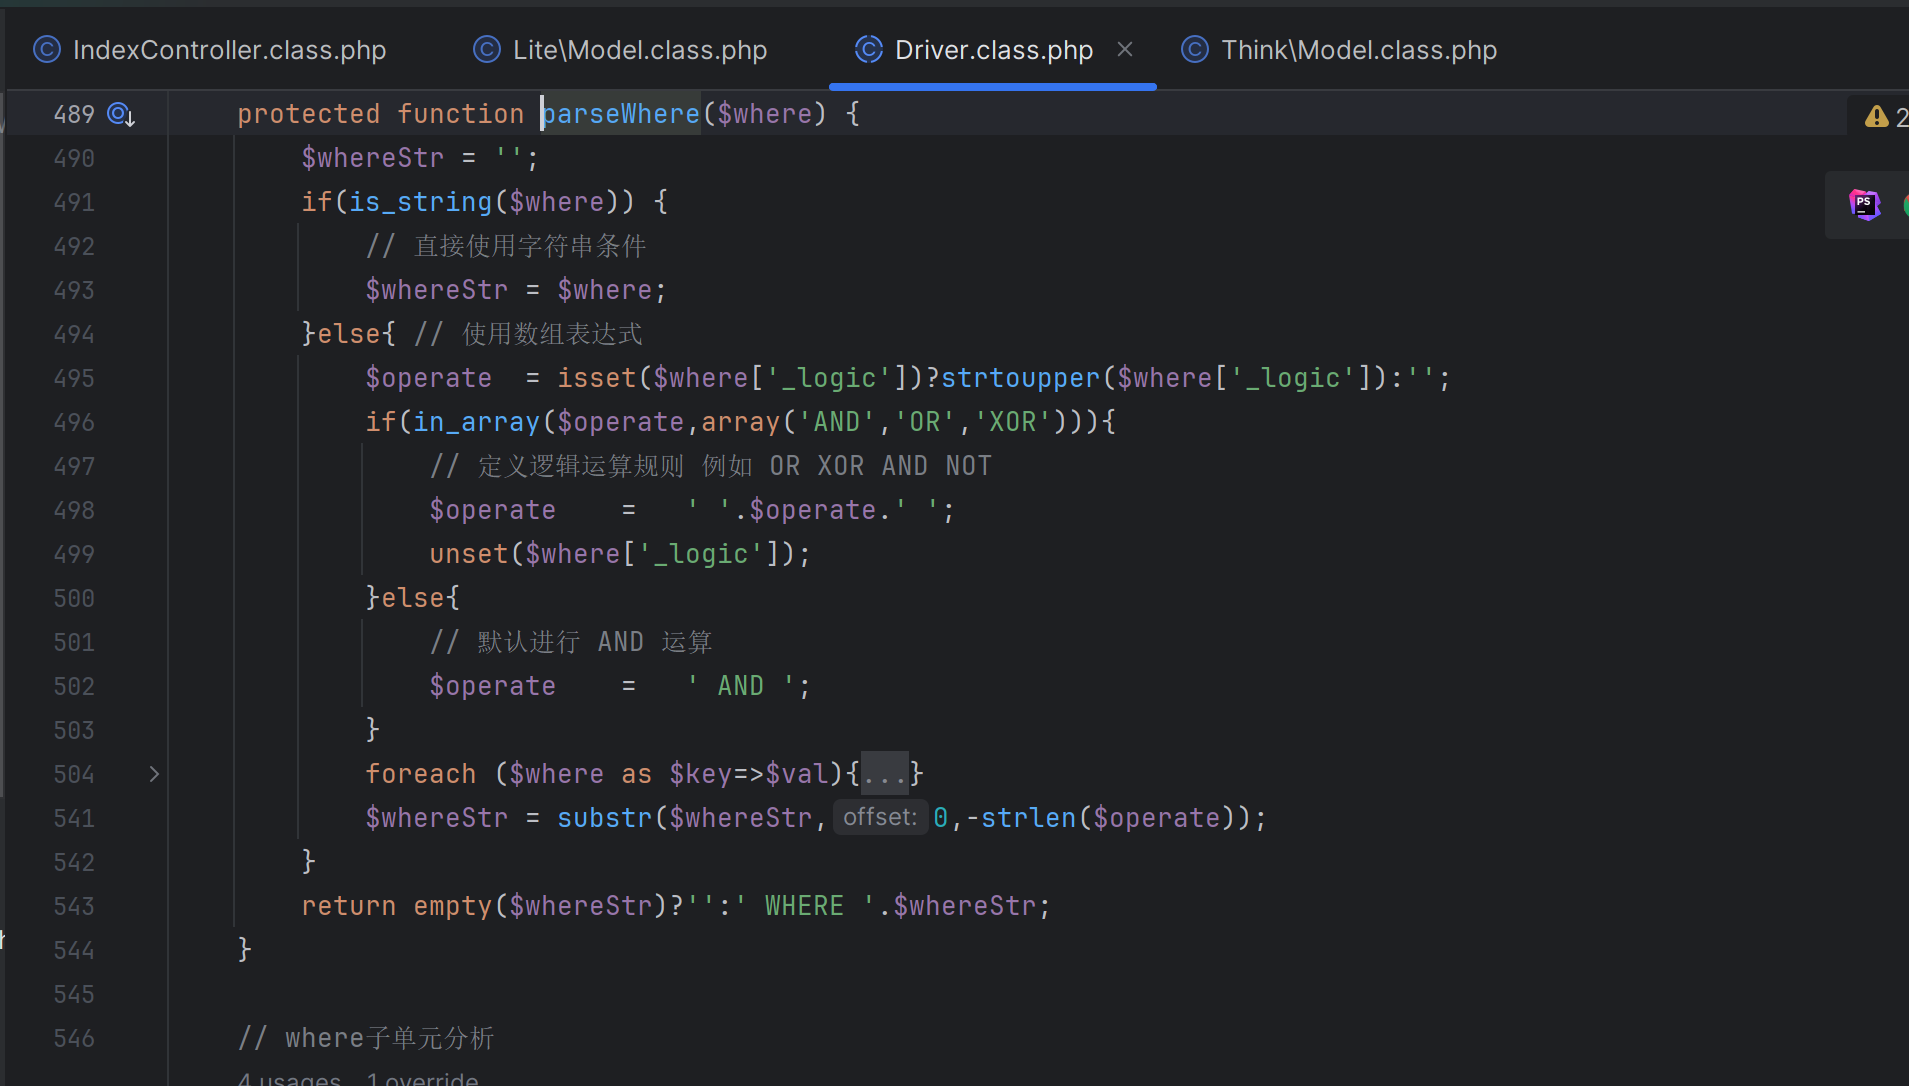 IndexController.class.php Lite\Model.class.php Driver.class.php Think\Model.class.php
489 protected function parseWhere($where) { 2
490 $whereStr = '';
491 if(is_string($where)) {
492 // 直接使用字符串条件
493 $whereStr = $where;
494 }else{ // 使用数组表达式
495 $operate  = isset($where['_logic'])?strtoupper($where['_logic']):'';
496 if(in_array($operate,array('AND','OR','XOR'))){
497 // 定义逻辑运算规则 例如 OR XOR AND NOT
498 $operate    =   ' '.$operate.' ';
499 unset($where['_logic']);
500 }else{
501 // 默认进行 AND 运算
502 $operate    =   ' AND ';
503 }
504 foreach ($where as $key=>$val){...}
541 $whereStr = substr($whereStr, offset: 0,-strlen($operate));
542 }
543 return empty($whereStr)?'':' WHERE '.$whereStr;
544 }
545
546 // where子单元分析
4 usages 1 override